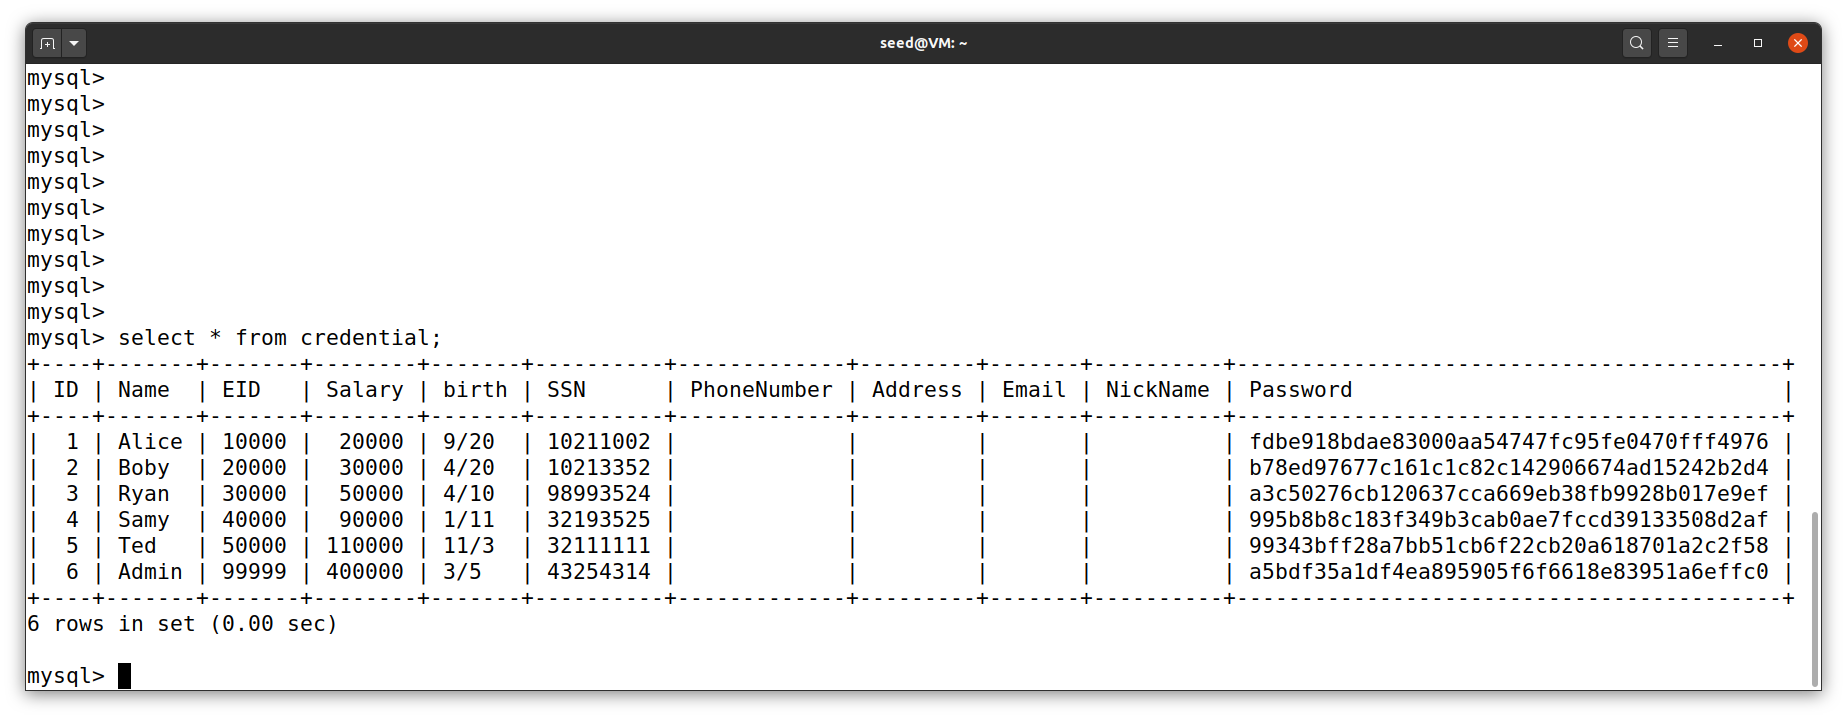 seed@VM: ~
mysql>
mysql>
mysql>
mysql>
mysql>
mysql>
mysql>
mysql>
mysql>
mysql>
mysql> select * from credential;
+----+-------+-------+--------+-------+----------+-------------+---------+-------+----------+------------------------------------------+
| ID | Name  | EID   | Salary | birth | SSN      | PhoneNumber | Address | Email | NickName | Password                                 |
+----+-------+-------+--------+-------+----------+-------------+---------+-------+----------+------------------------------------------+
|  1 | Alice | 10000 |  20000 | 9/20  | 10211002 |             |         |       |          | fdbe918bdae83000aa54747fc95fe0470fff4976 |
|  2 | Boby  | 20000 |  30000 | 4/20  | 10213352 |             |         |       |          | b78ed97677c161c1c82c142906674ad15242b2d4 |
|  3 | Ryan  | 30000 |  50000 | 4/10  | 98993524 |             |         |       |          | a3c50276cb120637cca669eb38fb9928b017e9ef |
|  4 | Samy  | 40000 |  90000 | 1/11  | 32193525 |             |         |       |          | 995b8b8c183f349b3cab0ae7fccd39133508d2af |
|  5 | Ted   | 50000 | 110000 | 11/3  | 32111111 |             |         |       |          | 99343bff28a7bb51cb6f22cb20a618701a2c2f58 |
|  6 | Admin | 99999 | 400000 | 3/5   | 43254314 |             |         |       |          | a5bdf35a1df4ea895905f6f6618e83951a6effc0 |
+----+-------+-------+--------+-------+----------+-------------+---------+-------+----------+------------------------------------------+
6 rows in set (0.00 sec)
mysql>